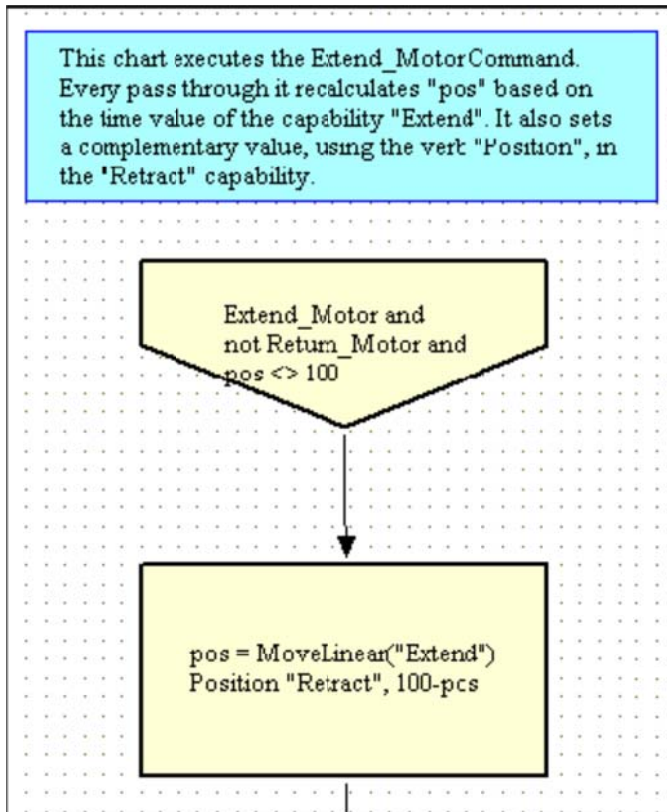 This chart executes the Extend_MotorCommand.
Every pass through it recalculates "pos" based on
the time value of the capability "Extend". It also sets
a complementary value, using the verb "Position", in
the "Retract" capability.
Extend_Motor and
not Return_Motor and
pos <> 100
pos = MoveLinear("Extend")
Position "Retract", 100-pos